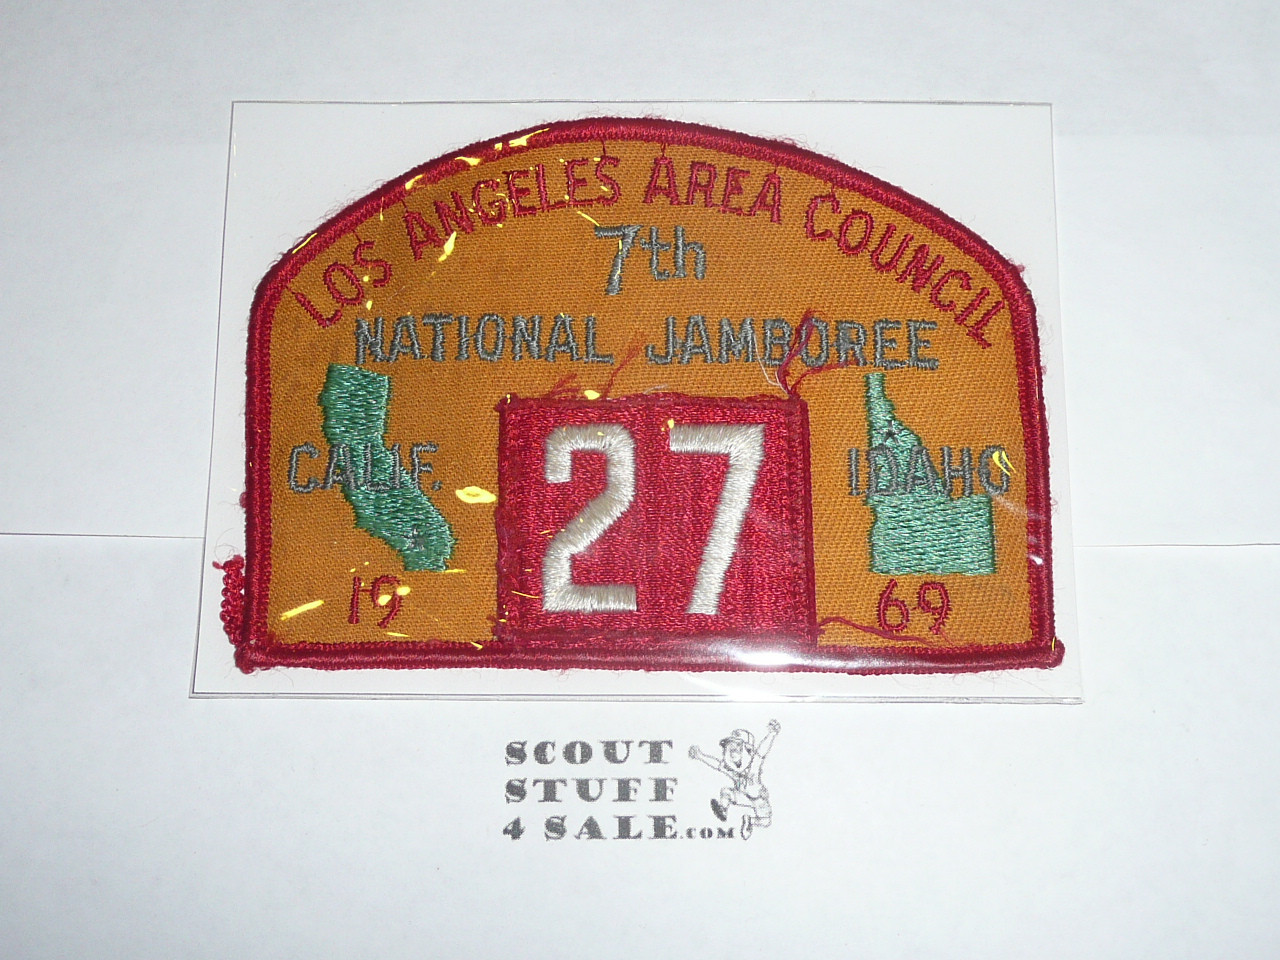 LOS ANGELES AREA COUNCIL
7th
NATIONAL JAMBOREE
CALIF. 27 IDAHO
19 69
SCOUT
STUFF
4 SALE.COM